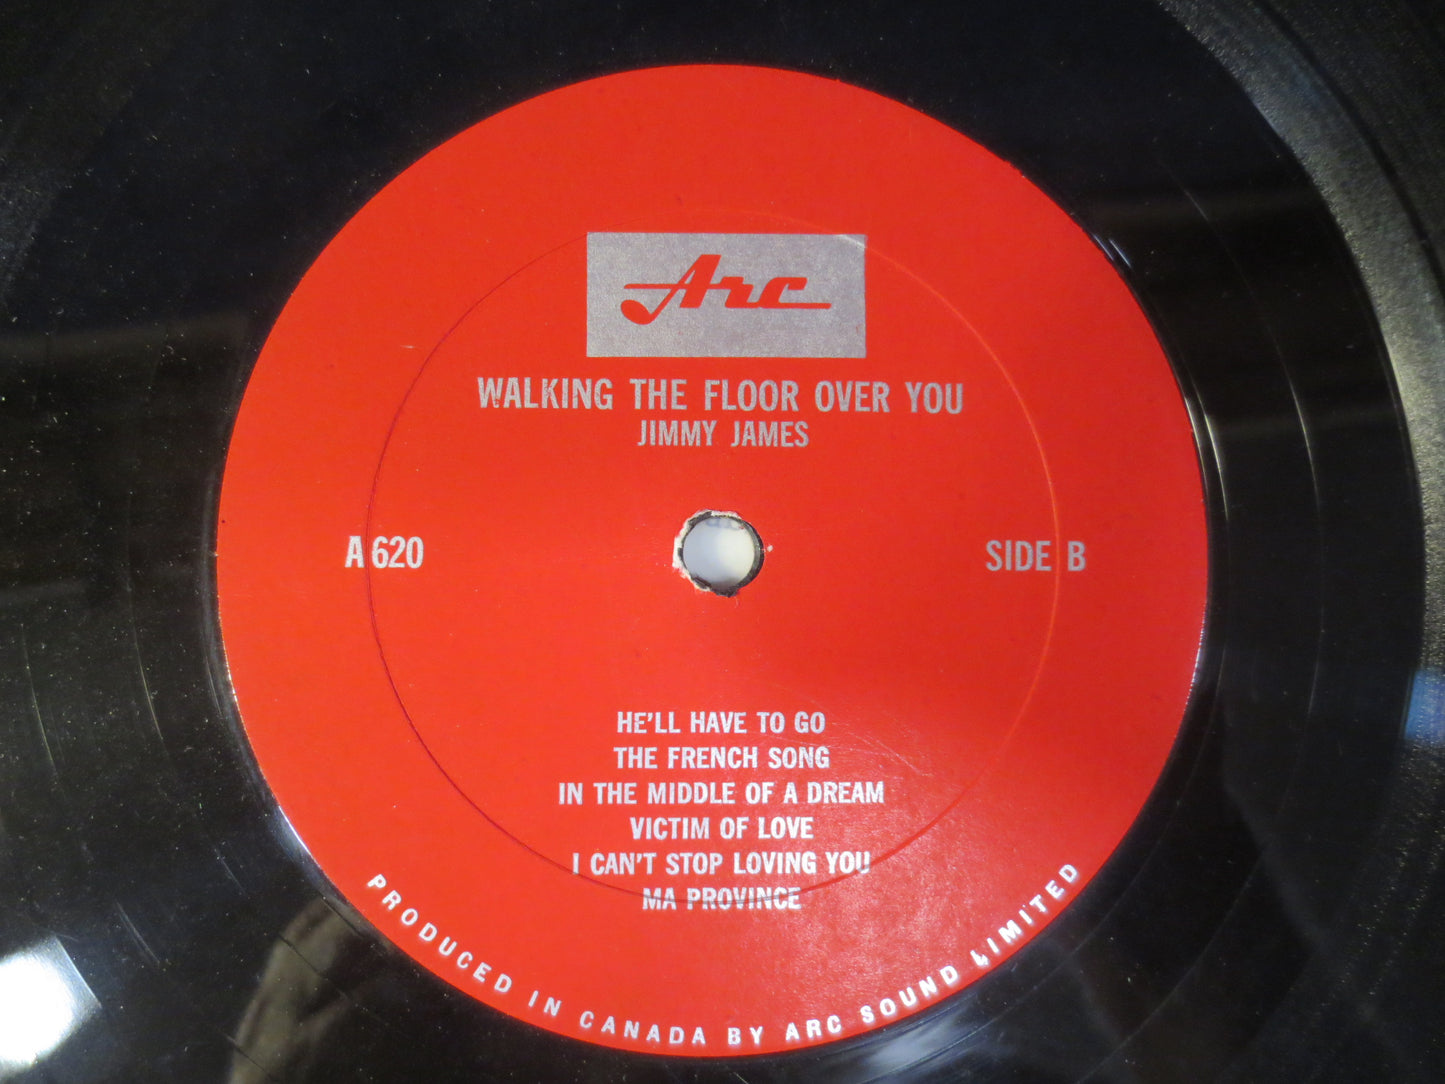 Arc
WALKING THE FLOOR OVER YOU
JIMMY JAMES
A 620
SIDE B
HE'LL HAVE TO GO
THE FRENCH SONG
IN THE MIDDLE OF A DREAM
VICTIM OF LOVE
I CAN'T STOP LOVING YOU
MA PROVINCE
PRODUCED IN CANADA BY ARC SOUND LIMITED